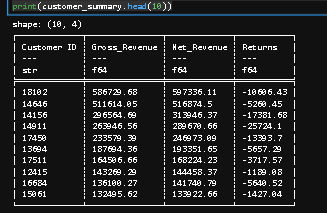 print(customer_summary.head(10))
shape: (10, 4)
Customer ID Gross_Revenue Net_Revenue Returns
--- --- --- ---
str f64 f64 f64
18102 586729.68 597336.11 -10606.43
14646 511614.05 516874.5 -5260.45
14156 296564.69 313946.37 -17381.68
14911 263946.56 289670.66 -25724.1
17450 233579.39 246973.09 -13393.7
13694 187694.36 193351.65 -5657.29
17511 164506.66 168224.23 -3717.57
12415 143269.29 144458.37 -1189.08
16684 136100.27 141740.79 -5640.52
15061 132495.62 133922.66 -1427.04